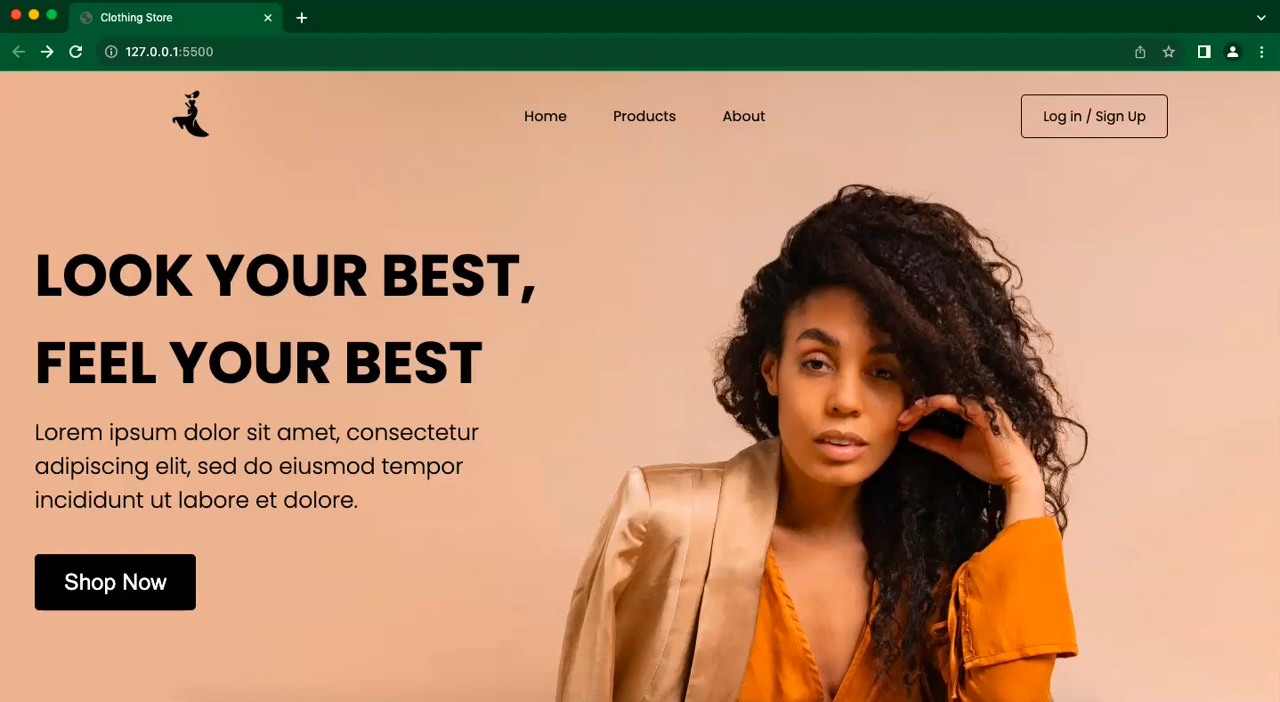 Clothing Store
127.0.0.1:5500
Home Products About Log in / Sign Up
LOOK YOUR BEST,
FEEL YOUR BEST
Lorem ipsum dolor sit amet, consectetur
adipiscing elit, sed do eiusmod tempor
incididunt ut labore et dolore.
Shop Now